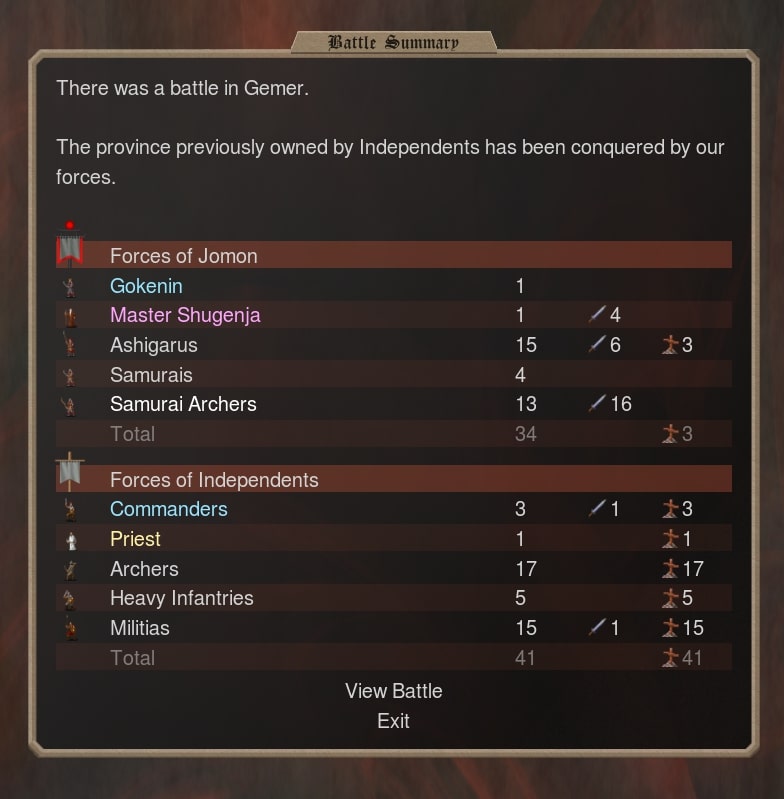 Battle Summary
There was a battle in Gemer.
The province previously owned by Independents has been conquered by our
forces.
Forces of Jomon
Gokenin 1
Master Shugenja 1 4
Ashigarus 15 6 3
Samurais 4
Samurai Archers 13 16
Total 34 3
Forces of Independents
Commanders 3 1 3
Priest 1 1
Archers 17 17
Heavy Infantries 5 5
Militias 15 1 15
Total 41 41
View Battle
Exit